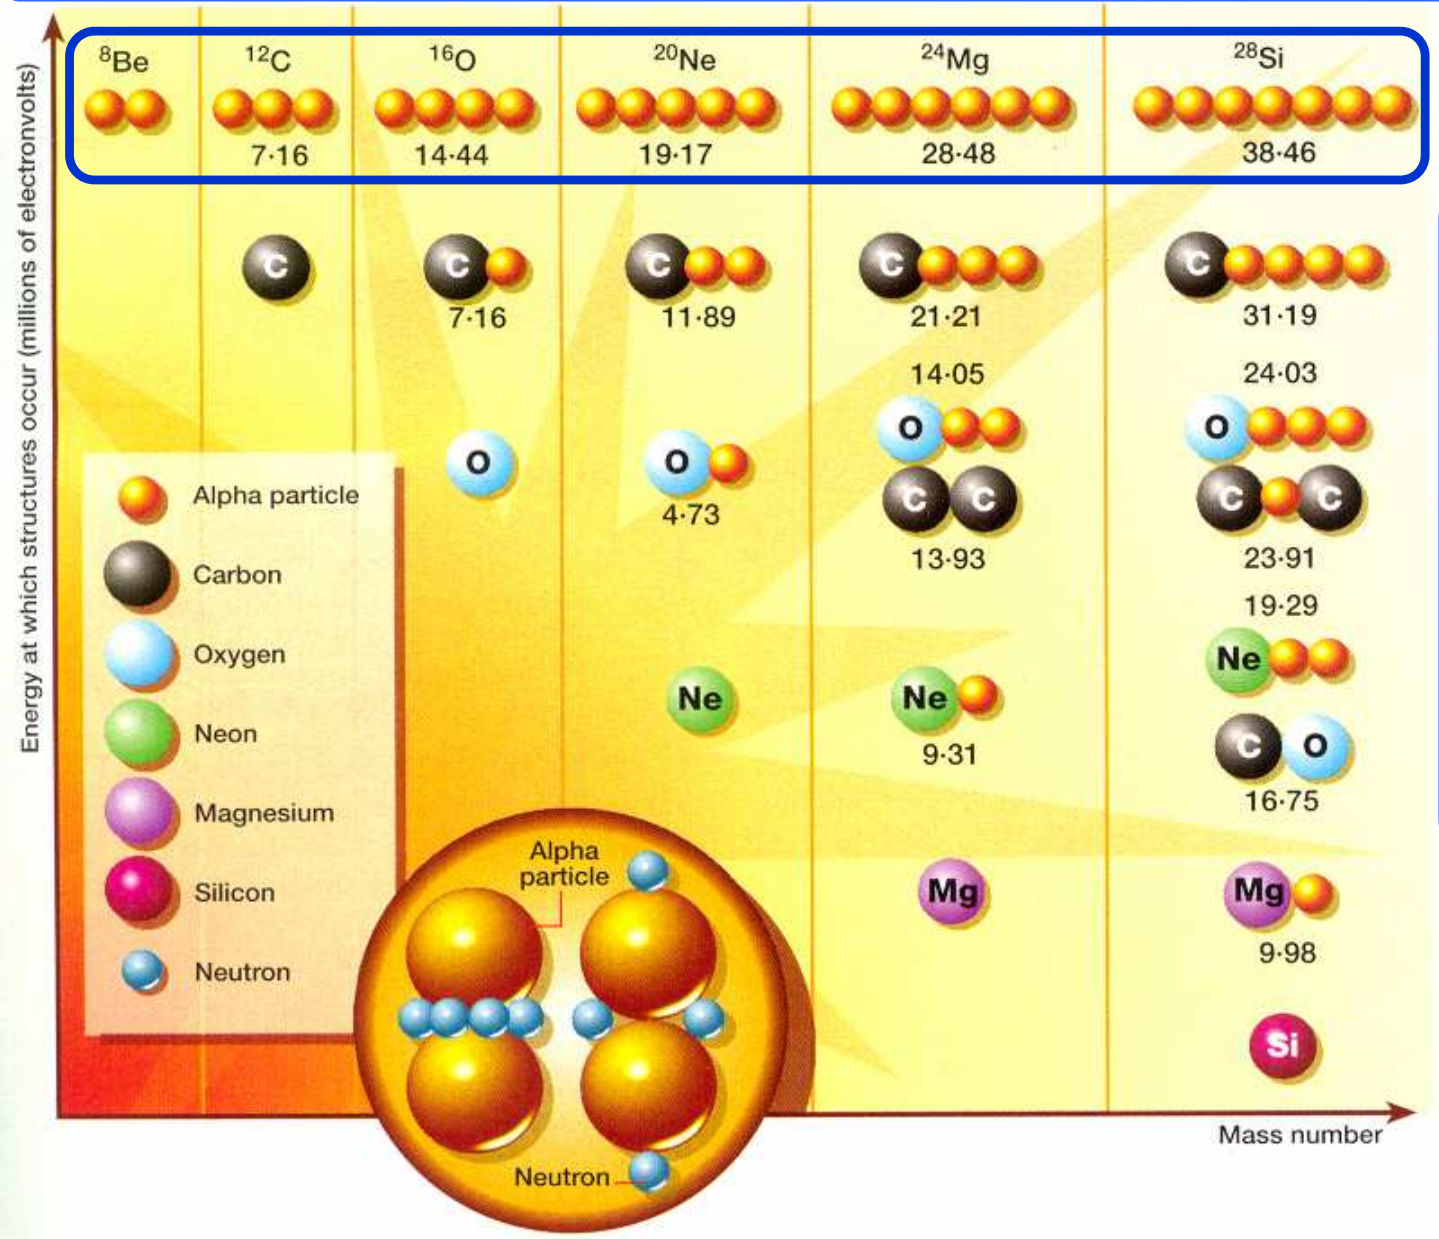 Energy at which structures occur (millions of electronvolts)
⁸Be ¹²C ¹⁶O ²⁰Ne ²⁴Mg ²⁸Si
7·16 14·44 19·17 28·48 38·46
C C C C C
7·16 11·89 21·21 31·19
14·05 24·03
O O O O
C C C C
4·73
13·93 23·91
19·29
Ne
Ne Ne
C O
9·31
16·75
Mg Mg
9·98
Si
Alpha particle
Carbon
Oxygen
Neon
Magnesium
Silicon
Neutron
Alpha
particle
Neutron
Mass number